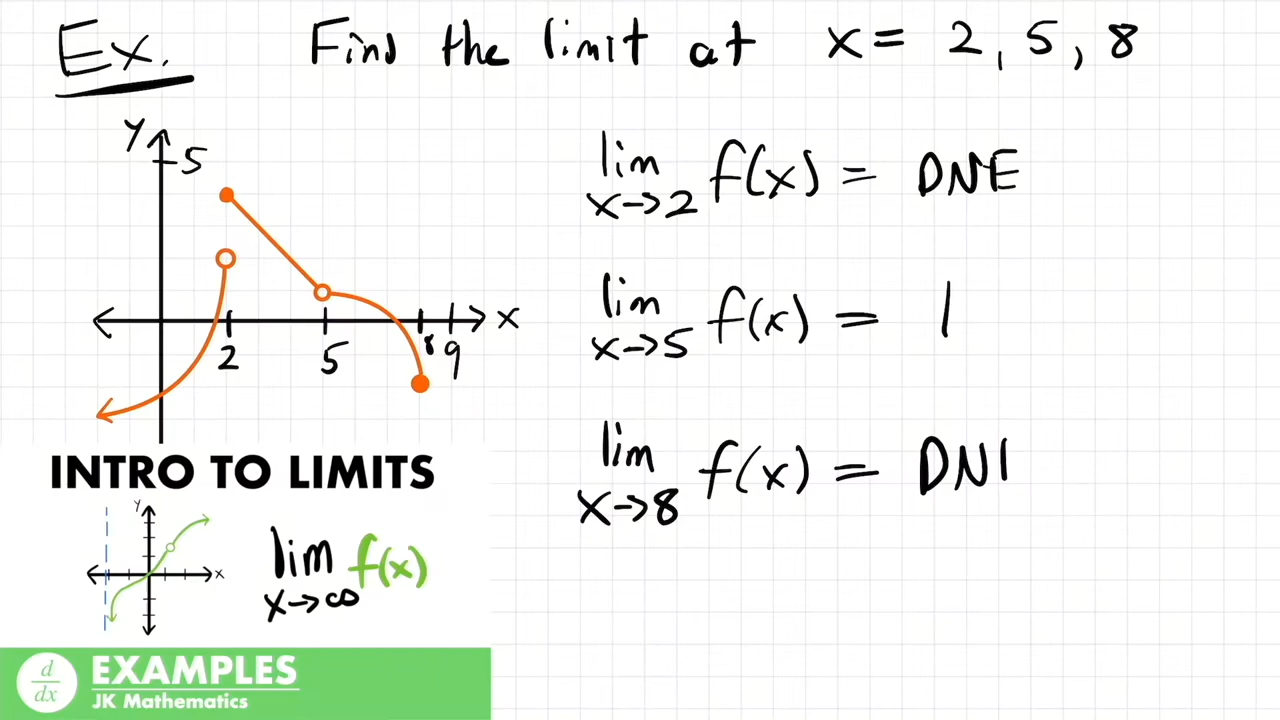 Ex. Find the limit at x = 2, 5, 8
y
5
x
2 5 8 9
lim x→2 f(x) = DNE
lim x→5 f(x) = 1
lim x→8 f(x) = DNI
INTRO TO LIMITS
y
x
lim x→∞ f(x)
d/dx
EXAMPLES
JK Mathematics